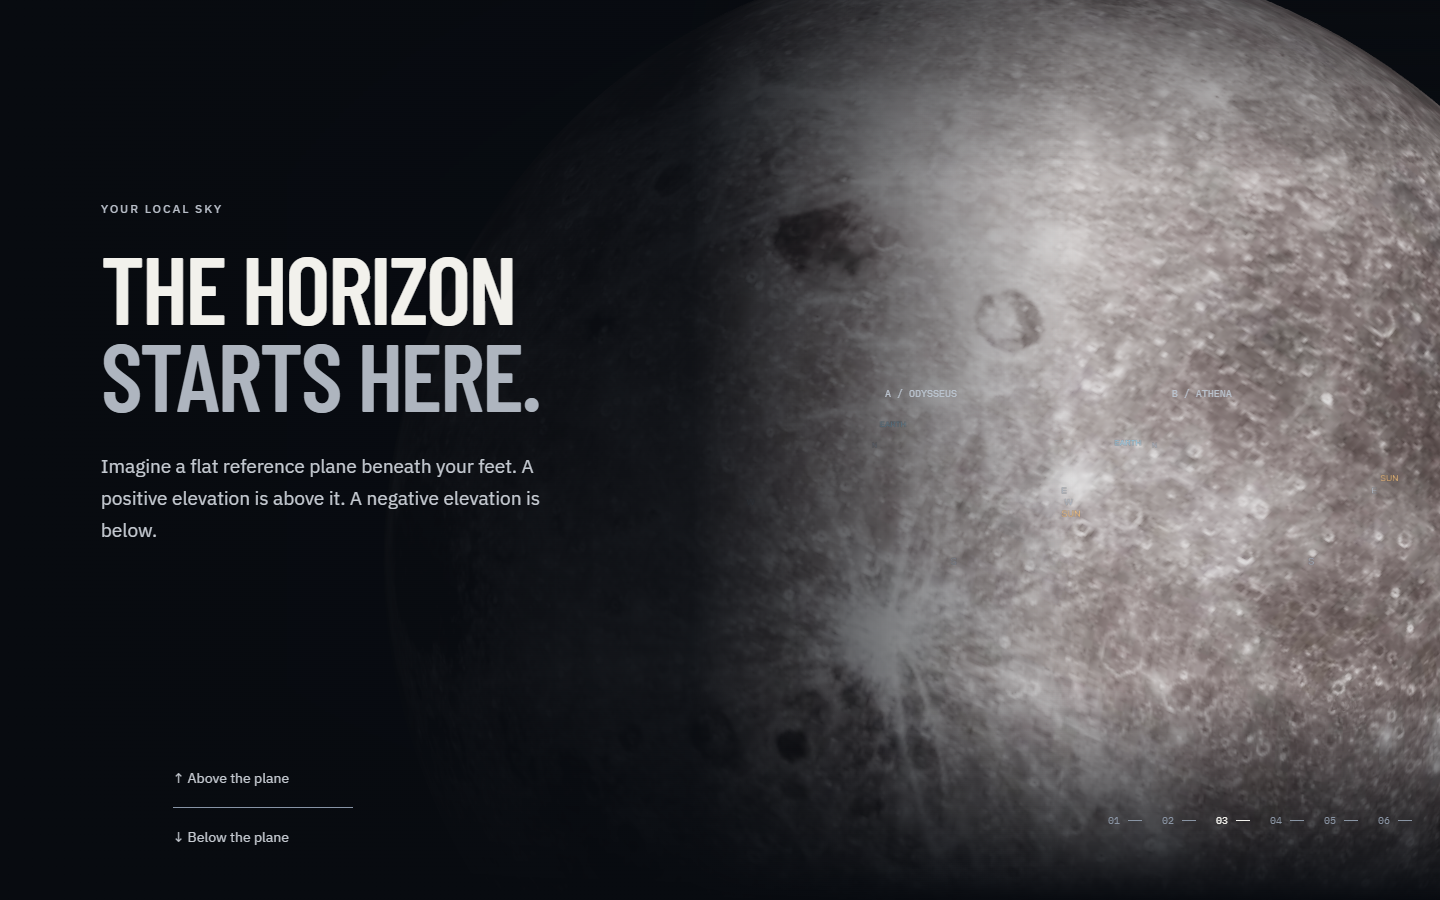 YOUR LOCAL SKY
THE HORIZON
STARTS HERE.
Imagine a flat reference plane beneath your feet. A
positive elevation is above it. A negative elevation is
below.
A / ODYSSEUS
B / ATHENA
SUN
↑ Above the plane
↓ Below the plane
01
02
03
04
05
06